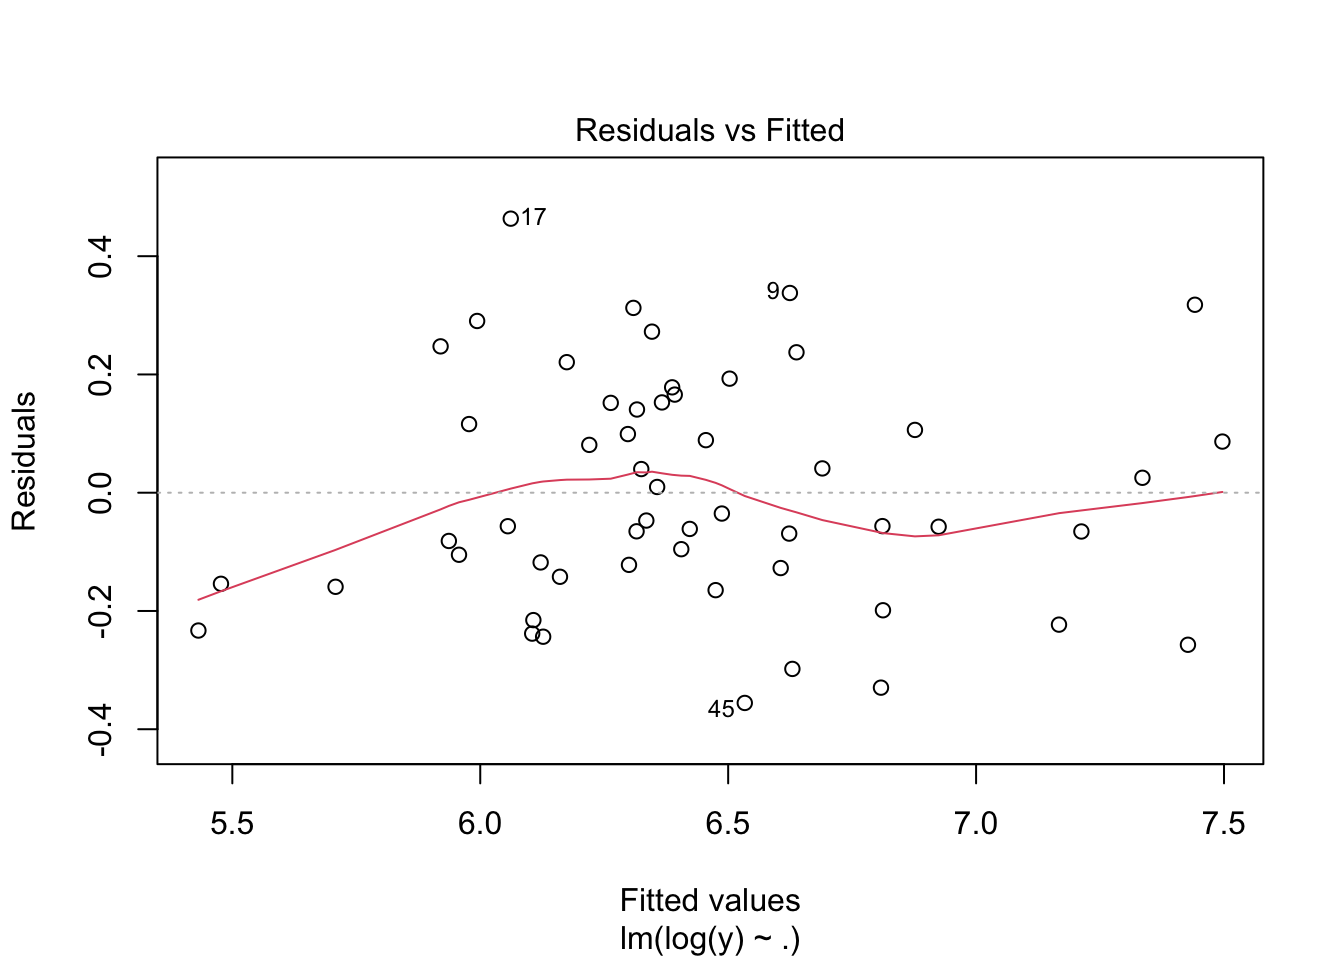 Residuals vs Fitted
Residuals
0.4
0.2
0.0
-0.2
-0.4
17
9
45
5.5 6.0 6.5 7.0 7.5
Fitted values
lm(log(y) ~ .)